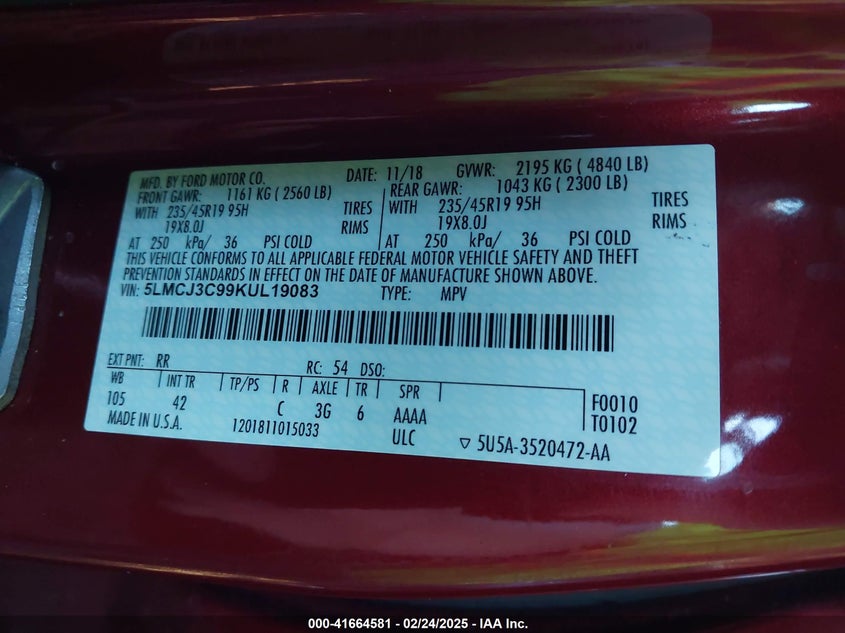 MFD. BY FORD MOTOR CO. DATE: 11/18 GVWR: 2195 KG ( 4840 LB)
FRONT GAWR: 1161 KG ( 2560 LB) REAR GAWR: 1043 KG ( 2300 LB)
WITH 235/45R19 95H TIRES WITH 235/45R19 95H TIRES
19X8.0J RIMS 19X8.0J RIMS
AT 250 kPa/ 36 PSI COLD AT 250 kPa/ 36 PSI COLD
THIS VEHICLE CONFORMS TO ALL APPLICABLE FEDERAL MOTOR VEHICLE SAFETY AND THEFT
PREVENTION STANDARDS IN EFFECT ON THE DATE OF MANUFACTURE SHOWN ABOVE.
VIN: 5LMCJ3C99KUL19083 TYPE: MPV
EXT PNT: RR RC: 54 DSO:
WB INT TR TP/PS R AXLE TR SPR F0010
105 42 C 3G 6 AAAA T0102
MADE IN U.S.A. 1201811015033 ULC ▽ 5U5A-3520472-AA
000-41664581 - 02/24/2025 - IAA Inc.